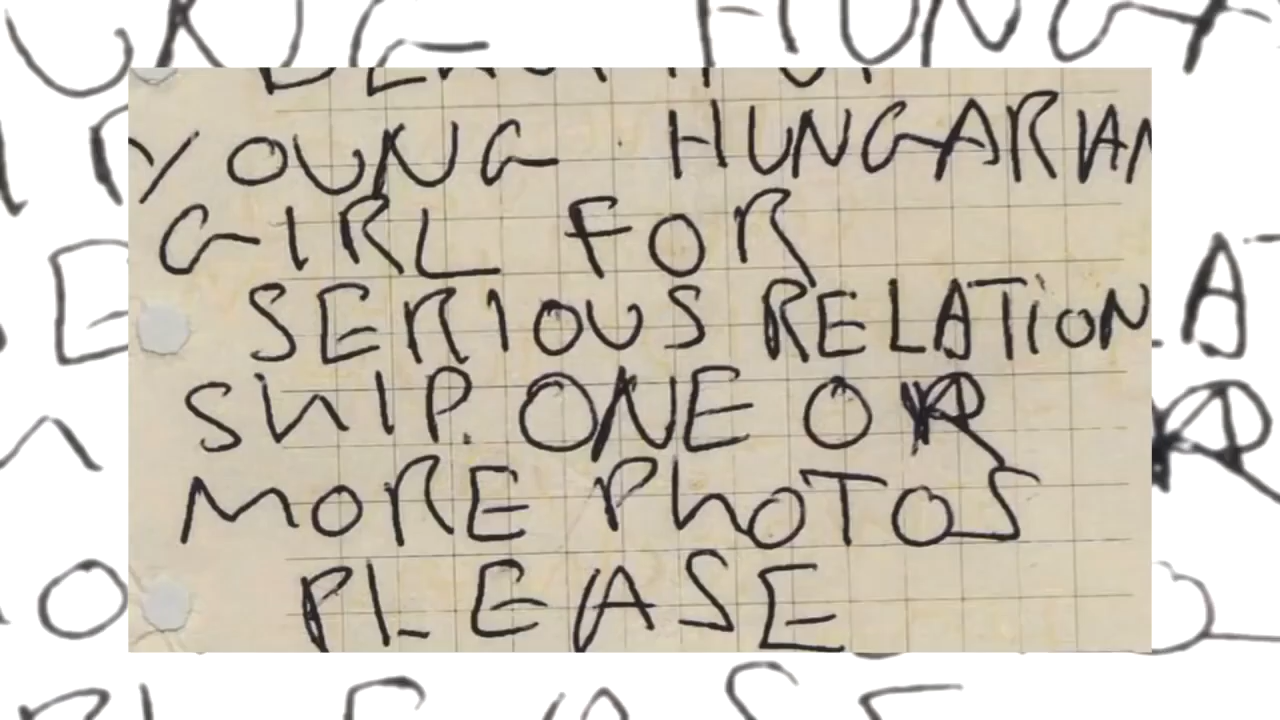 YOUNG HUNGARIAN
GIRL FOR
SERIOUS RELATION
SHIP. ONE OR
MORE PhOTOS
PLEASE